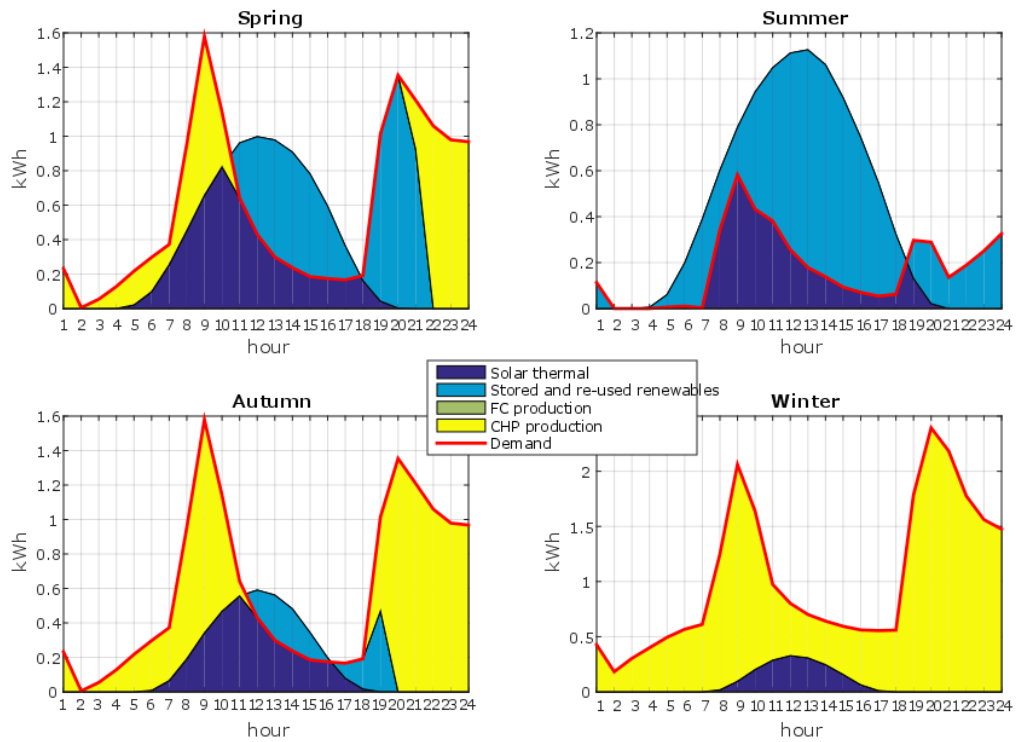 Spring
1.6
1.4
1.2
1
0.8
0.6
0.4
0.2
0
kWh
1 2 3 4 5 6 7 8 9 10 11 12 13 14 15 16 17 18 19 20 21 22 23 24
hour
Summer
1.2
1
0.8
0.6
0.4
0.2
0
kWh
1 2 3 4 5 6 7 8 9 10 11 12 13 14 15 16 17 18 19 20 21 22 23 24
hour
Solar thermal
Stored and re-used renewables
FC production
CHP production
Demand
Autumn
1.6
1.4
1.2
1
0.8
0.6
0.4
0.2
0
kWh
1 2 3 4 5 6 7 8 9 10 11 12 13 14 15 16 17 18 19 20 21 22 23 24
hour
Winter
2
1.5
1
0.5
0
kWh
1 2 3 4 5 6 7 8 9 10 11 12 13 14 15 16 17 18 19 20 21 22 23 24
hour